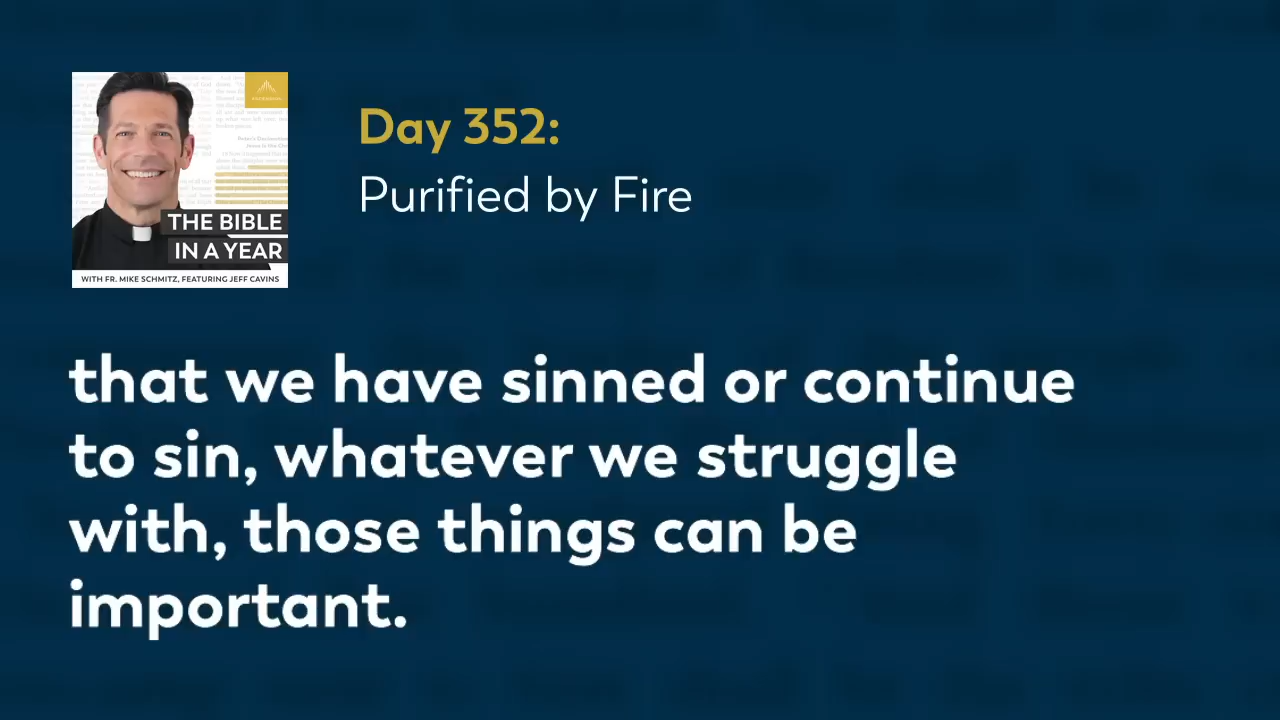 Day 352:
Purified by Fire
THE BIBLE
IN A YEAR
WITH FR. MIKE SCHMITZ, FEATURING JEFF CAVINS
that we have sinned or continue
to sin, whatever we struggle
with, those things can be
important.